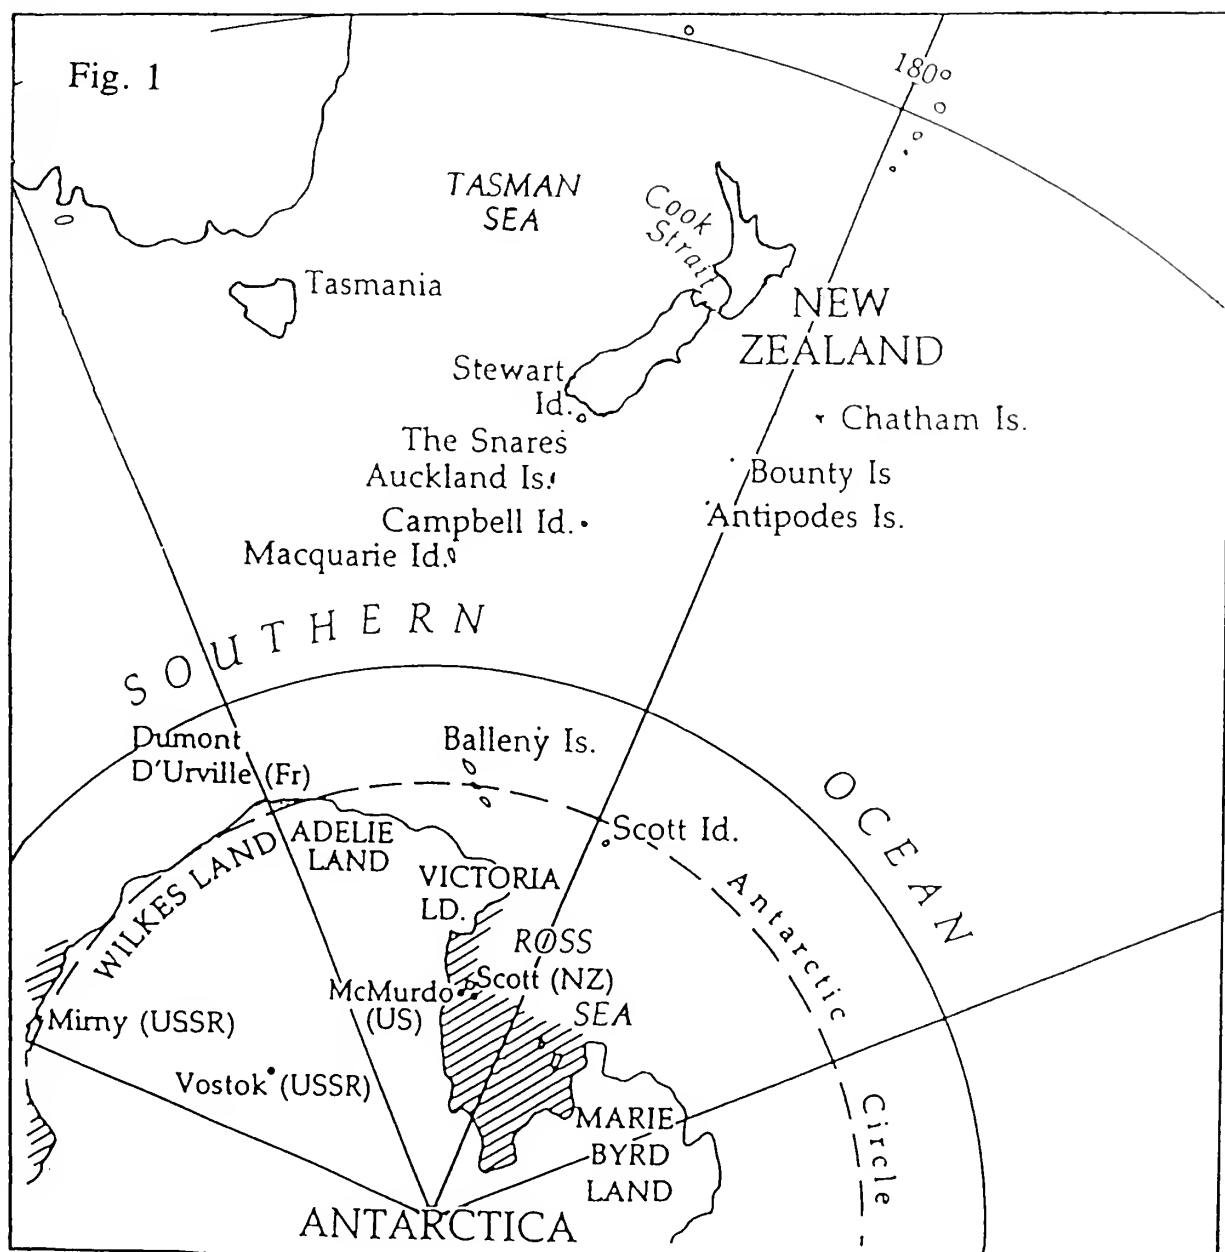 Fig. 1
180°
TASMAN
SEA
Cook
Strait
Tasmania
NEW
ZEALAND
Stewart
Id.
Chatham Is.
The Snares
Auckland Is.
Bounty Is
Campbell Id.
Antipodes Is.
Macquarie Id.
SOUTHERN
OCEAN
Dumont
D'Urville (Fr)
Balleny Is.
ADELIE
LAND
Scott Id.
WILKES LAND
VICTORIA
LD.
Antarctic
Circle
ROSS
SEA
McMurdo
(US)
Scott (NZ)
Mirny (USSR)
Vostok (USSR)
MARIE
BYRD
LAND
ANTARCTICA